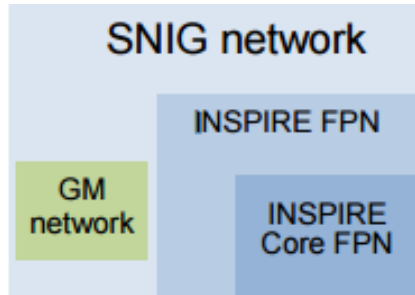 SNIG network
INSPIRE FPN
GM
network
INSPIRE
Core FPN